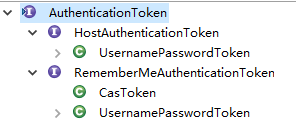 AuthenticationToken
HostAuthenticationToken
UsernamePasswordToken
RememberMeAuthenticationToken
CasToken
UsernamePasswordToken